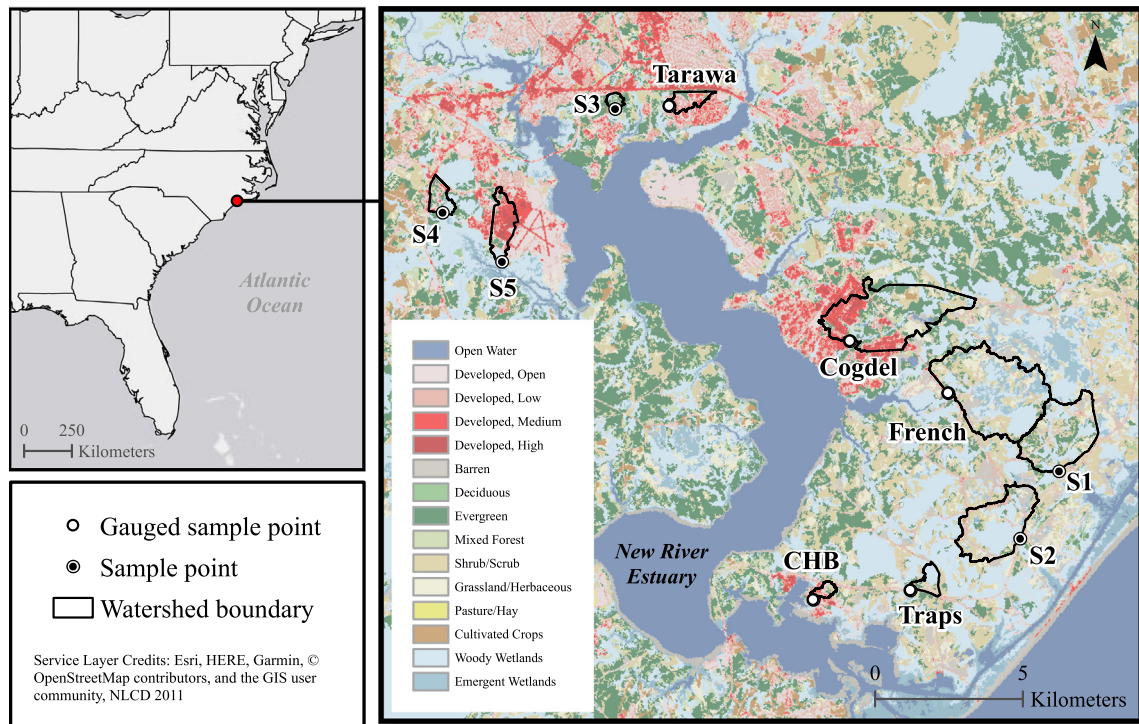 Atlantic
Ocean
0 250
Kilometers
Gauged sample point
Sample point
Watershed boundary
Service Layer Credits: Esri, HERE, Garmin, ©
OpenStreetMap contributors, and the GIS user
community, NLCD 2011
N
Tarawa
S3
S4
S5
Cogdel
French
S1
S2
CHB
Traps
New River
Estuary
Open Water
Developed, Open
Developed, Low
Developed, Medium
Developed, High
Barren
Deciduous
Evergreen
Mixed Forest
Shrub/Scrub
Grassland/Herbaceous
Pasture/Hay
Cultivated Crops
Woody Wetlands
Emergent Wetlands
0 5
Kilometers